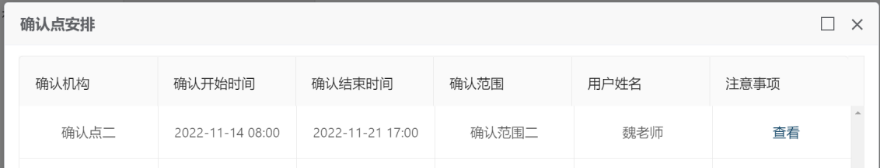 确认点安排
确认机构 确认开始时间 确认结束时间 确认范围 用户姓名 注意事项
确认点二 2022-11-14 08:00 2022-11-21 17:00 确认范围二 魏老师 查看